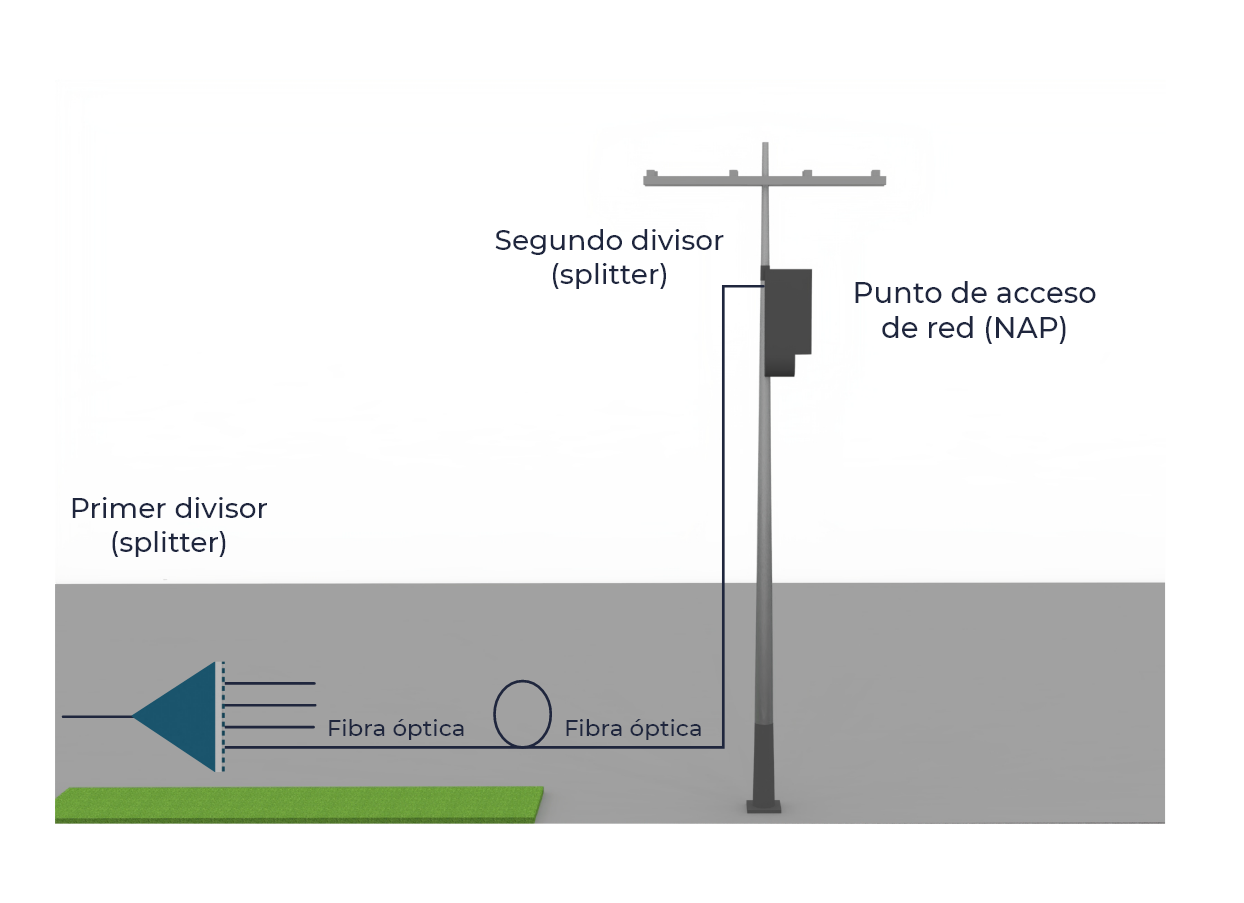 Segundo divisor
(splitter)
Punto de acceso
de red (NAP)
Primer divisor
(splitter)
Fibra óptica
Fibra óptica